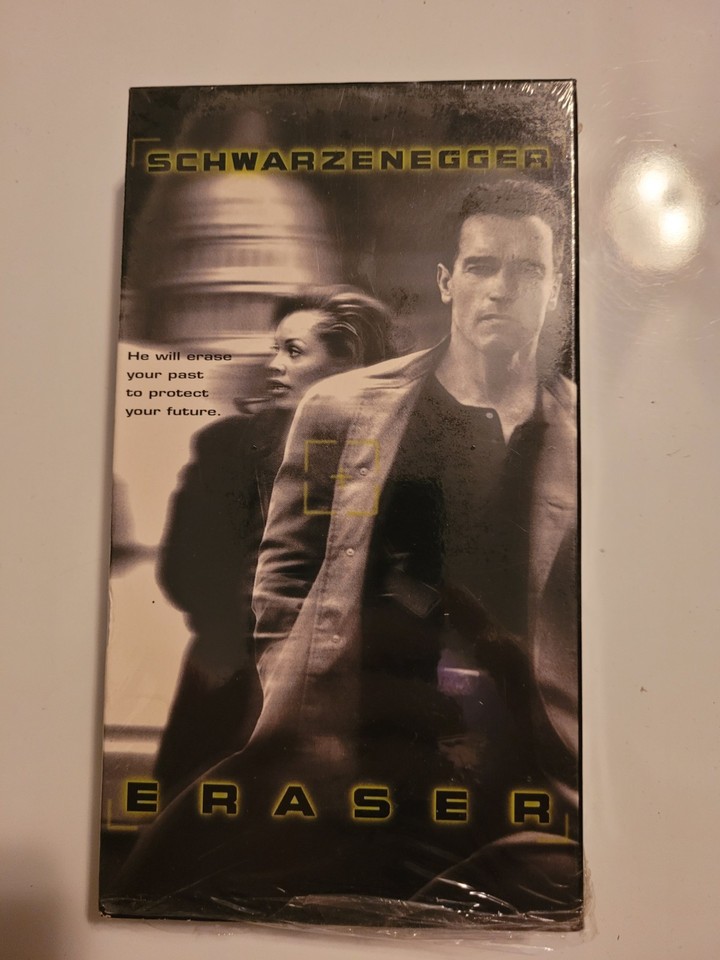 SCHWARZENEGGER
He will erase
your past
to protect
your future.
ERASER